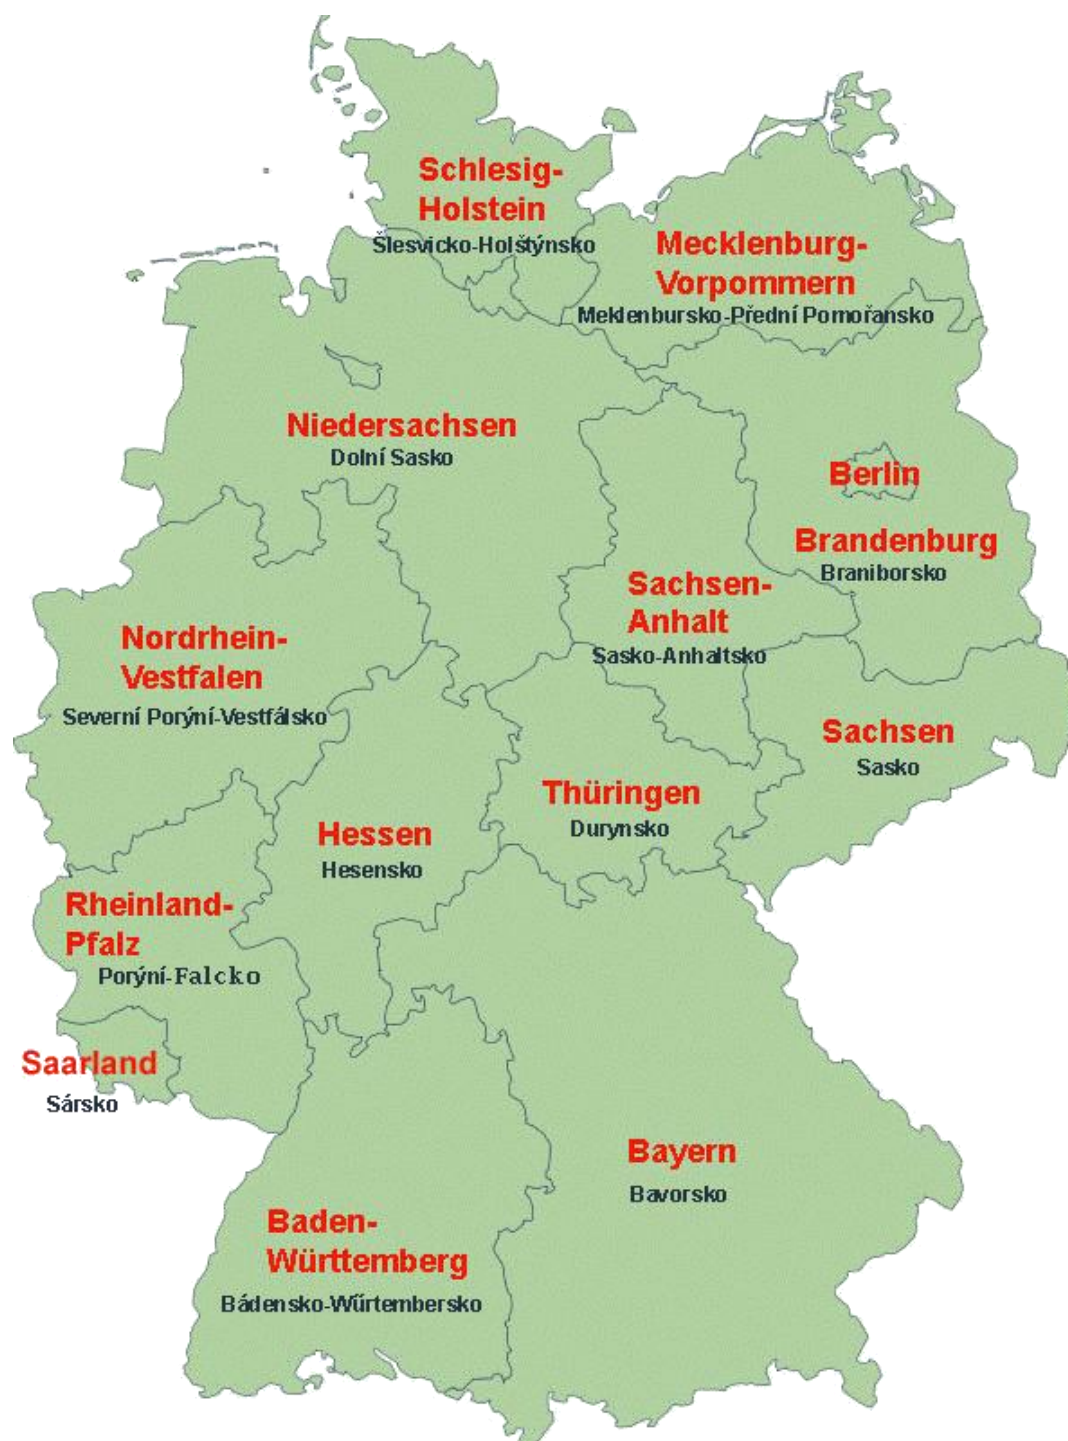 Schlesig-
Holstein
Šlesvicko-Holštýnsko
Mecklenburg-
Vorpommern
Meklenbursko-Přední Pomořansko
Niedersachsen
Dolní Sasko
Berlin
Brandenburg
Braniborsko
Sachsen-
Anhalt
Sasko-Anhaltsko
Nordrhein-
Vestfalen
Severní Porýní-Vestfálsko
Sachsen
Sasko
Thüringen
Durynsko
Hessen
Hesensko
Rheinland-
Pfalz
Porýní-Falcko
Saarland
Sársko
Bayern
Bavorsko
Baden-
Württemberg
Bádensko-Wűrtembersko